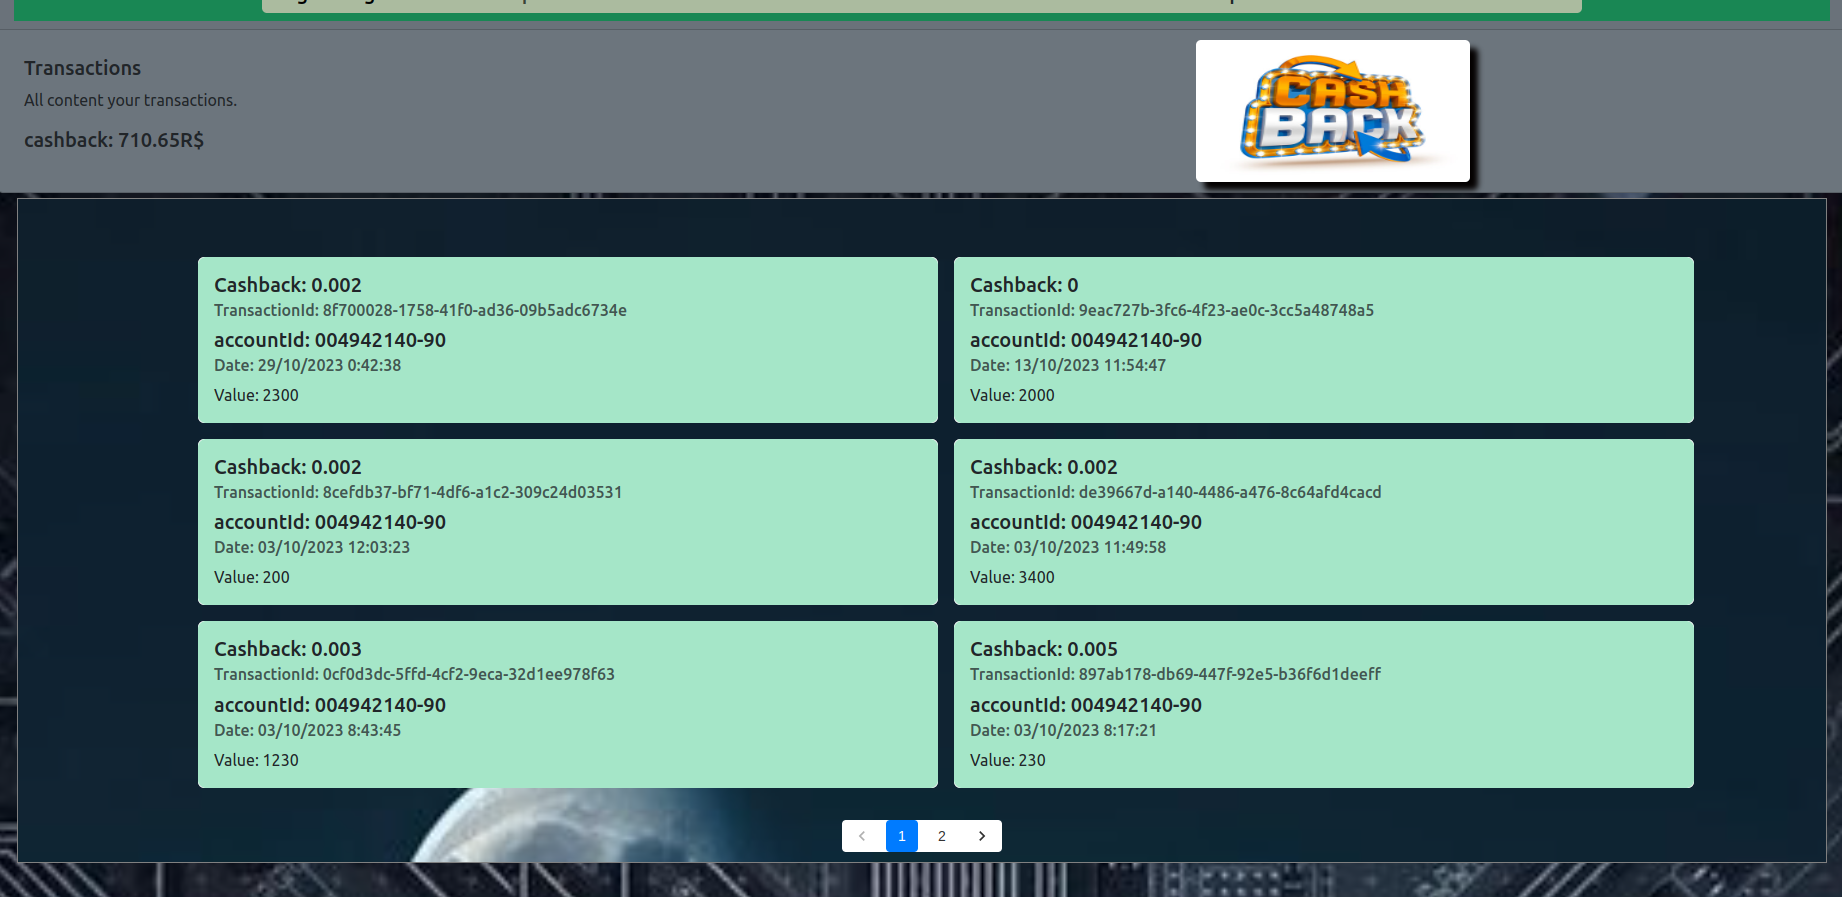 Transactions
All content your transactions.
cashback: 710.65R$
CASH
BACK
Cashback: 0.002
TransactionId: 8f700028-1758-41f0-ad36-09b5adc6734e
accountId: 004942140-90
Date: 29/10/2023 0:42:38
Value: 2300
Cashback: 0
TransactionId: 9eac727b-3fc6-4f23-ae0c-3cc5a48748a5
accountId: 004942140-90
Date: 13/10/2023 11:54:47
Value: 2000
Cashback: 0.002
TransactionId: 8cefdb37-bf71-4df6-a1c2-309c24d03531
accountId: 004942140-90
Date: 03/10/2023 12:03:23
Value: 200
Cashback: 0.002
TransactionId: de39667d-a140-4486-a476-8c64afd4cacd
accountId: 004942140-90
Date: 03/10/2023 11:49:58
Value: 3400
Cashback: 0.003
TransactionId: 0cf0d3dc-5ffd-4cf2-9eca-32d1ee978f63
accountId: 004942140-90
Date: 03/10/2023 8:43:45
Value: 1230
Cashback: 0.005
TransactionId: 897ab178-db69-447f-92e5-b36f6d1deeff
accountId: 004942140-90
Date: 03/10/2023 8:17:21
Value: 230
‹ 1 2 ›